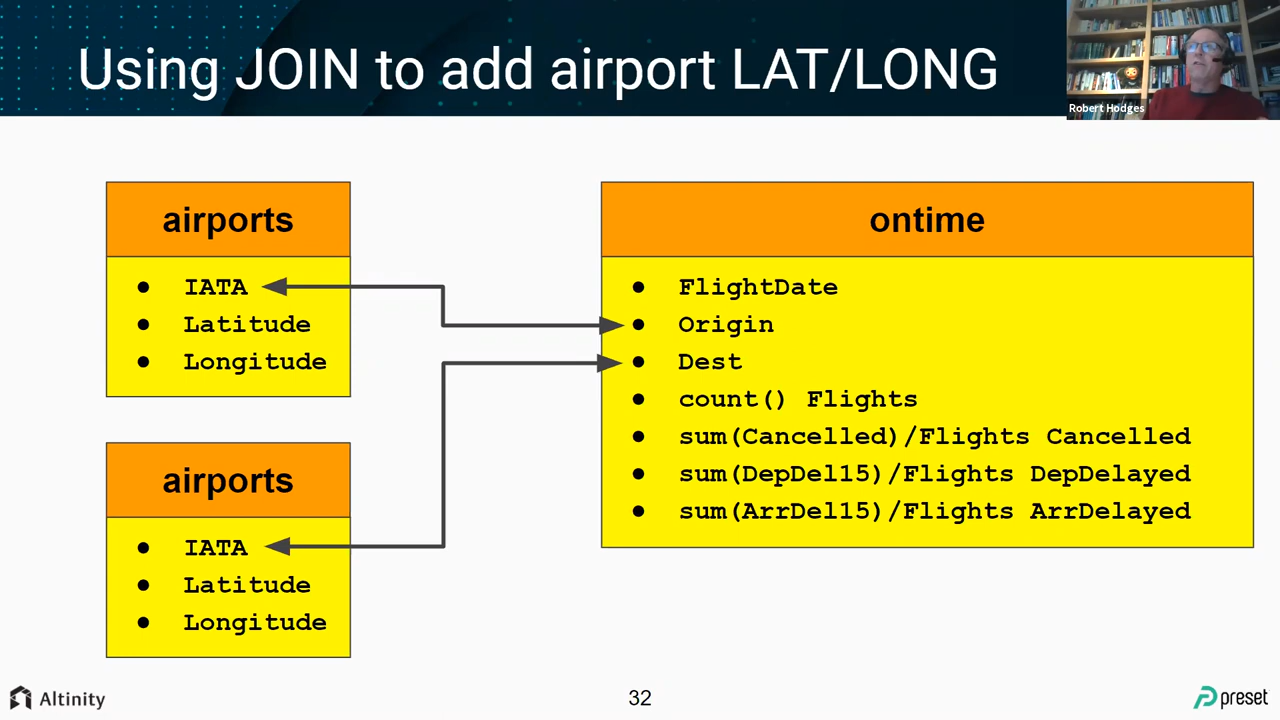 Using JOIN to add airport LAT/LONG
Robert Hodges
airports
● IATA
● Latitude
● Longitude
airports
● IATA
● Latitude
● Longitude
ontime
● FlightDate
● Origin
● Dest
● count() Flights
● sum(Cancelled)/Flights Cancelled
● sum(DepDel15)/Flights DepDelayed
● sum(ArrDel15)/Flights ArrDelayed
Altinity
32
preset